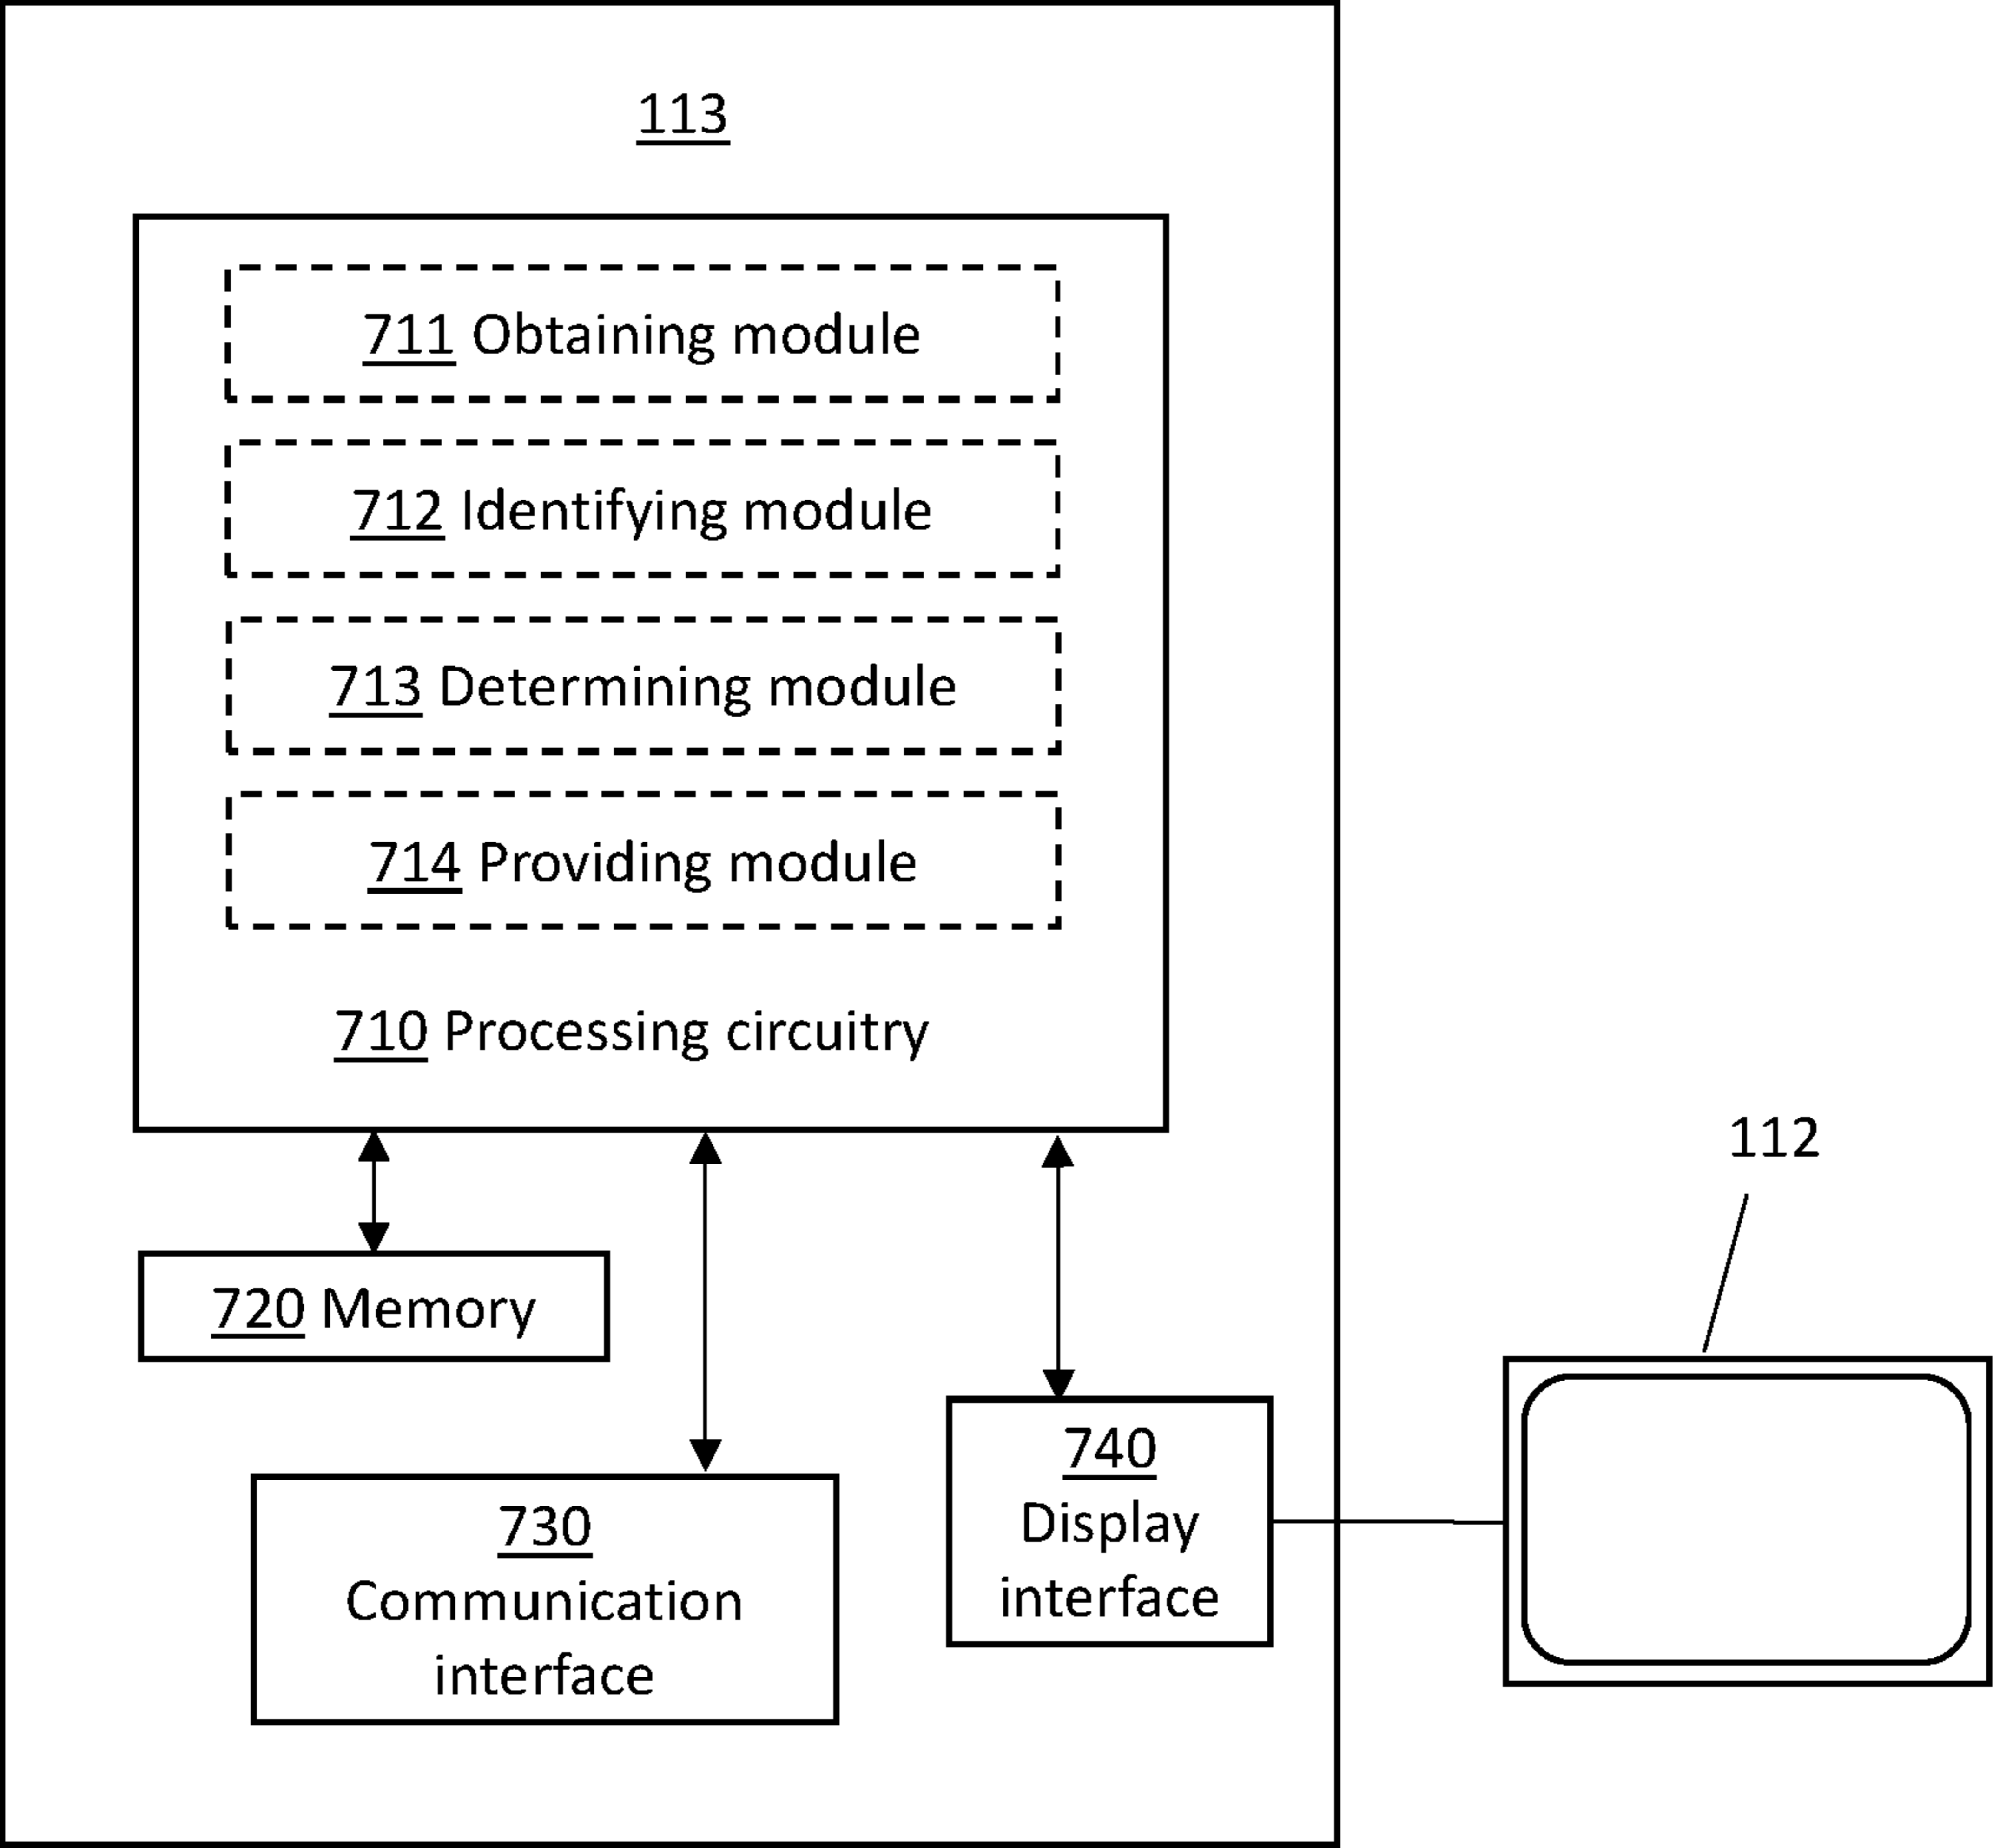 113
711 Obtaining module
712 Identifying module
713 Determining module
714 Providing module
710 Processing circuitry
112
720 Memory
740
Display
interface
730
Communication
interface